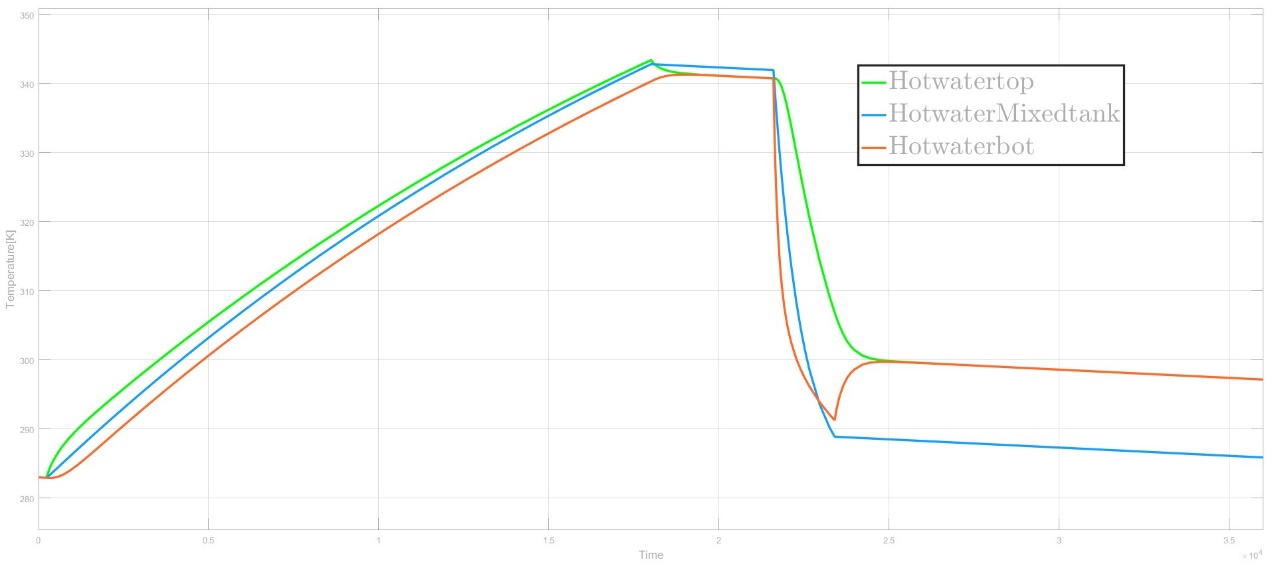 350
340
330
320
310
300
290
280
Temperature[K]
Hotwatertop
HotwaterMixedtank
Hotwaterbot
0 0.5 1 1.5 2 2.5 3 3.5
Time
×10⁴